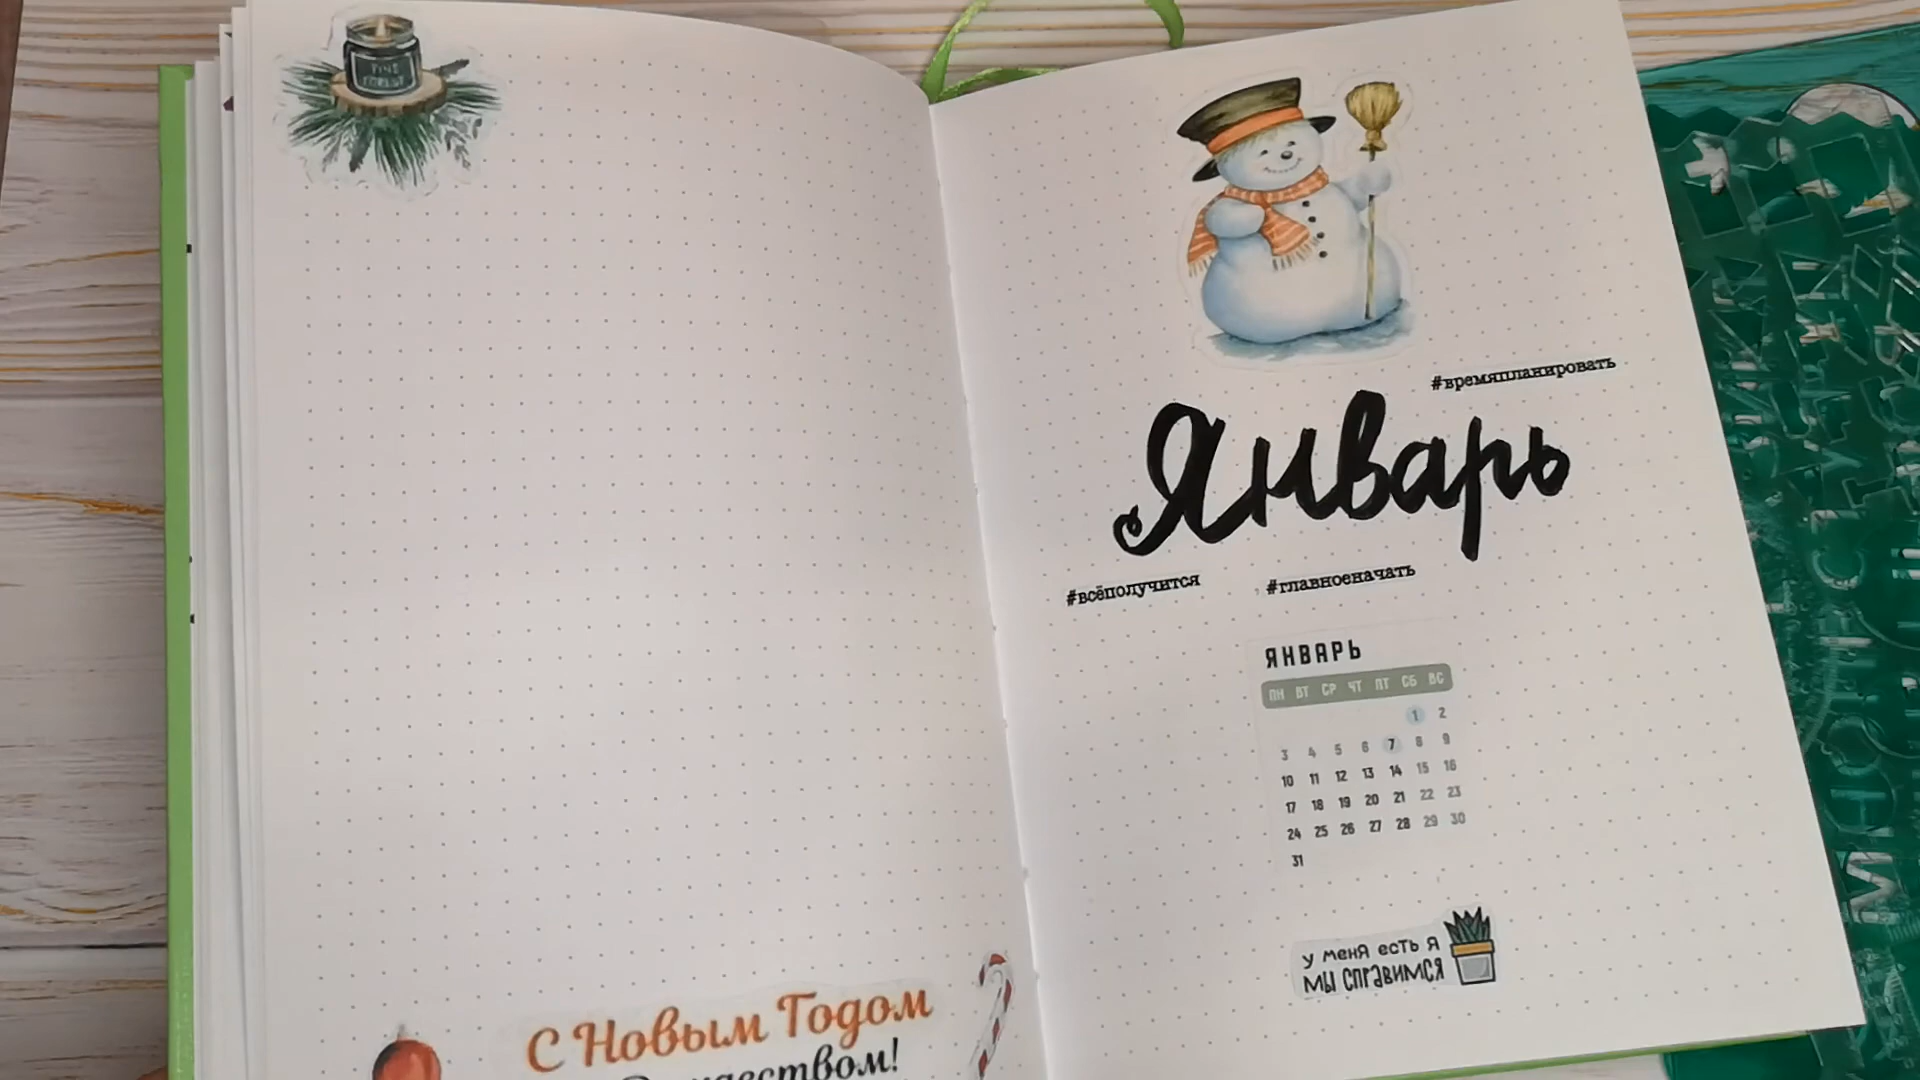 PINE
FOREST
С Новым Годом
#времяпланировать
Январь
#всёполучится
#главноеначать
ЯНВАРЬ
ПН ВТ СР ЧТ ПТ СБ ВС
1 2
3 4 5 6 7 8 9
10 11 12 13 14 15 16
17 18 19 20 21 22 23
24 25 26 27 28 29 30
31
у меня есть я
мы справимся